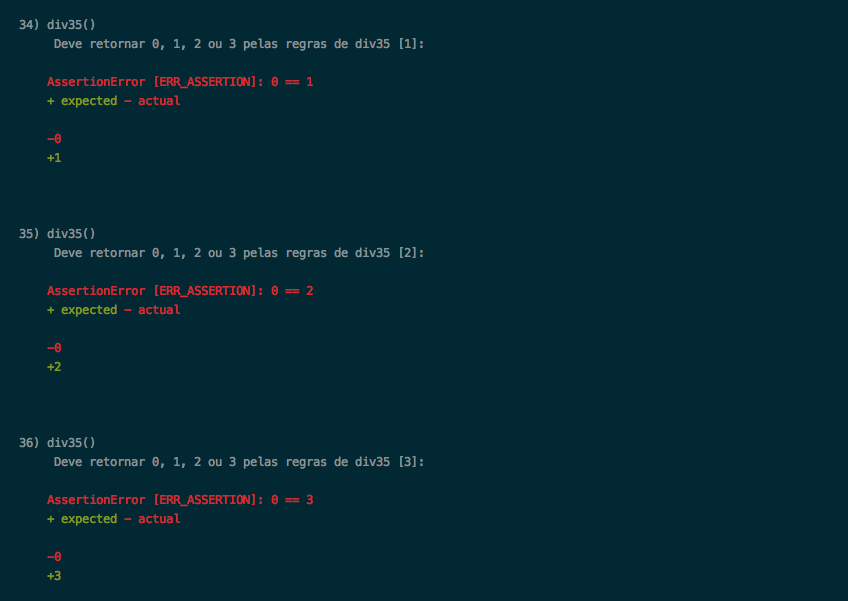 34) div35()
Deve retornar 0, 1, 2 ou 3 pelas regras de div35 [1]:
AssertionError [ERR_ASSERTION]: 0 == 1
+ expected - actual
-0
+1
35) div35()
Deve retornar 0, 1, 2 ou 3 pelas regras de div35 [2]:
AssertionError [ERR_ASSERTION]: 0 == 2
+ expected - actual
-0
+2
36) div35()
Deve retornar 0, 1, 2 ou 3 pelas regras de div35 [3]:
AssertionError [ERR_ASSERTION]: 0 == 3
+ expected - actual
-0
+3